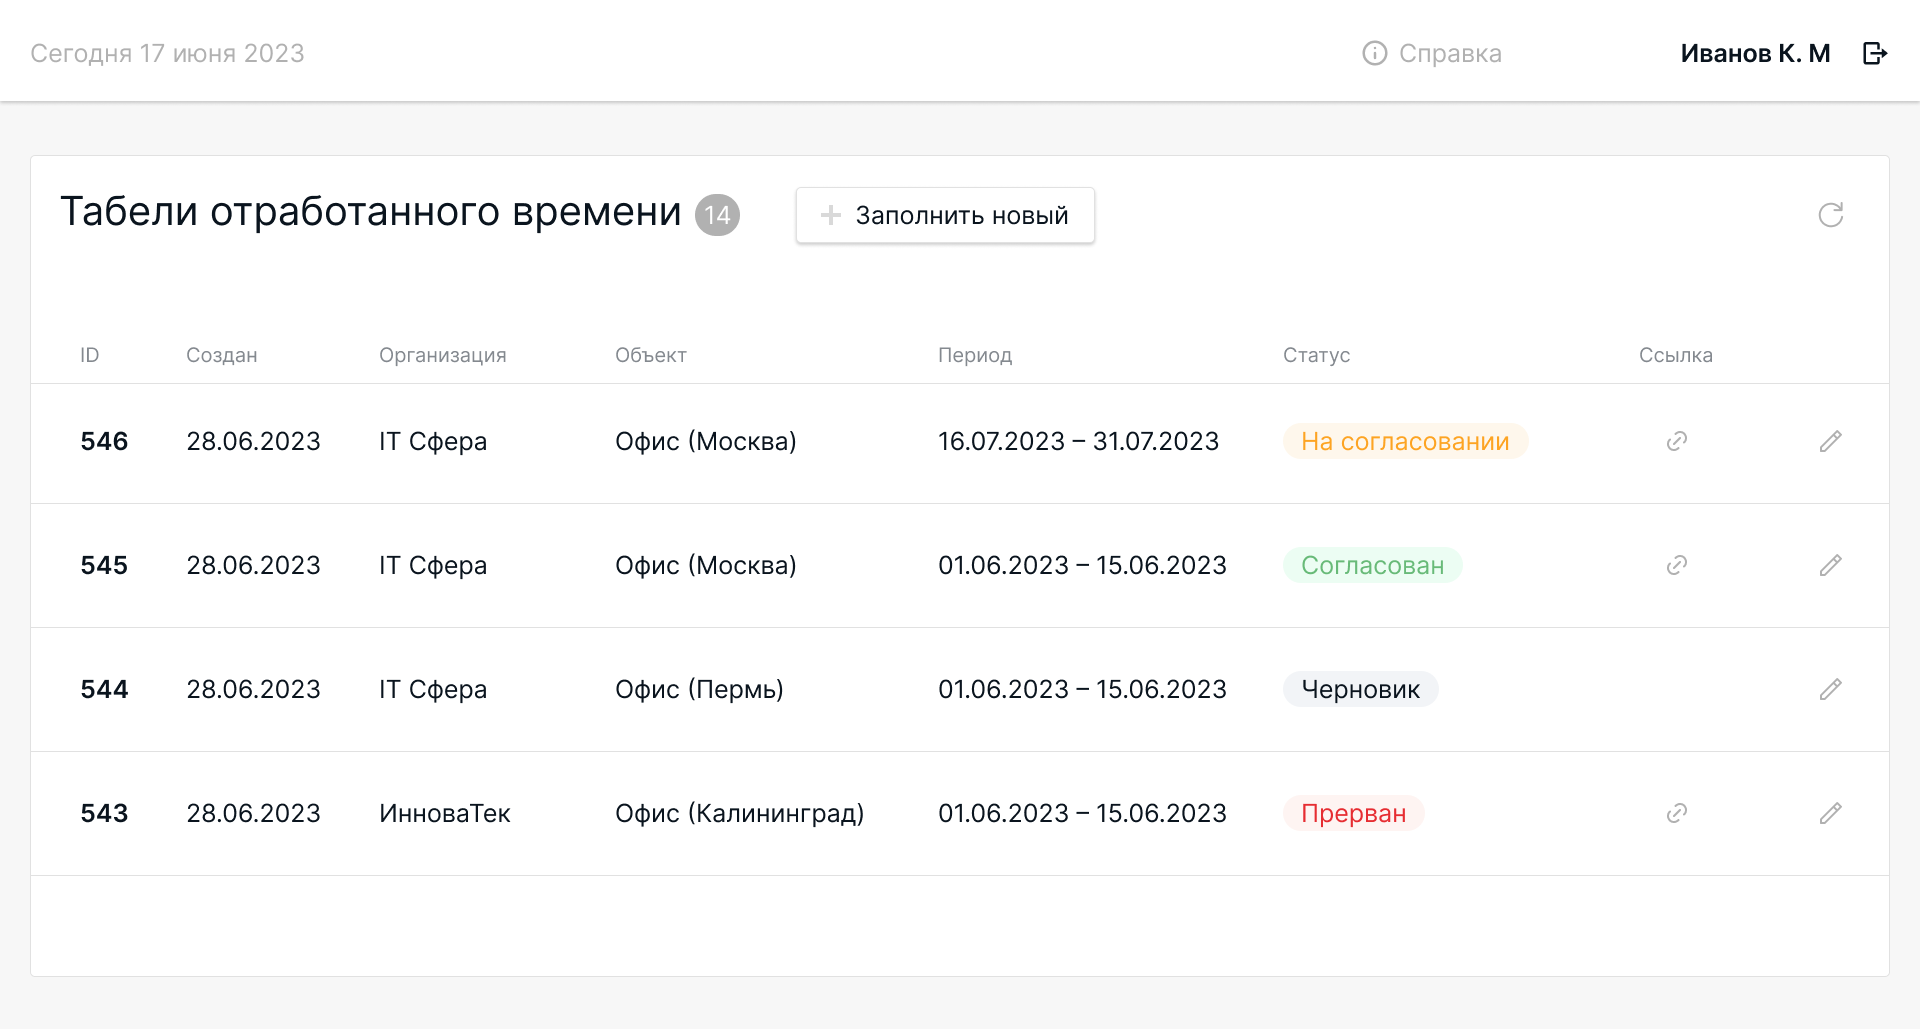 Сегодня 17 июня 2023
Справка
Иванов К. М
Табели отработанного времени 14
Заполнить новый
ID Создан Организация Объект Период Статус Ссылка
546 28.06.2023 IT Сфера Офис (Москва) 16.07.2023 – 31.07.2023 На согласовании
545 28.06.2023 IT Сфера Офис (Москва) 01.06.2023 – 15.06.2023 Согласован
544 28.06.2023 IT Сфера Офис (Пермь) 01.06.2023 – 15.06.2023 Черновик
543 28.06.2023 ИнноваТек Офис (Калининград) 01.06.2023 – 15.06.2023 Прерван